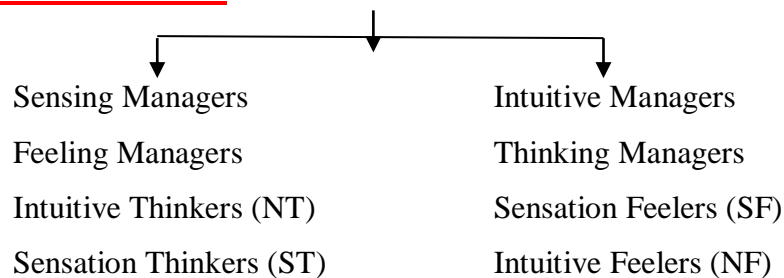 Sensing Managers Intuitive Managers
Feeling Managers Thinking Managers
Intuitive Thinkers (NT) Sensation Feelers (SF)
Sensation Thinkers (ST) Intuitive Feelers (NF)